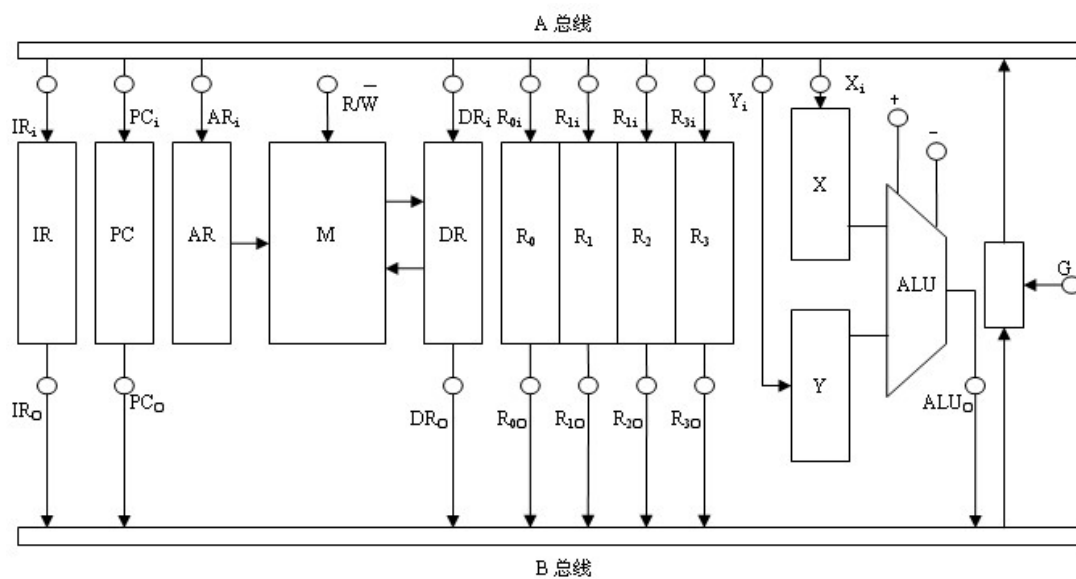 A 总线
IRi PCi ARi R/W̅ DRi R0i R1i R1i R3i Yi Xi + -
IR PC AR M DR R0 R1 R2 R3 X ALU G
Y
IRO PCO DRO R0O R1O R2O R3O ALUO
B 总线